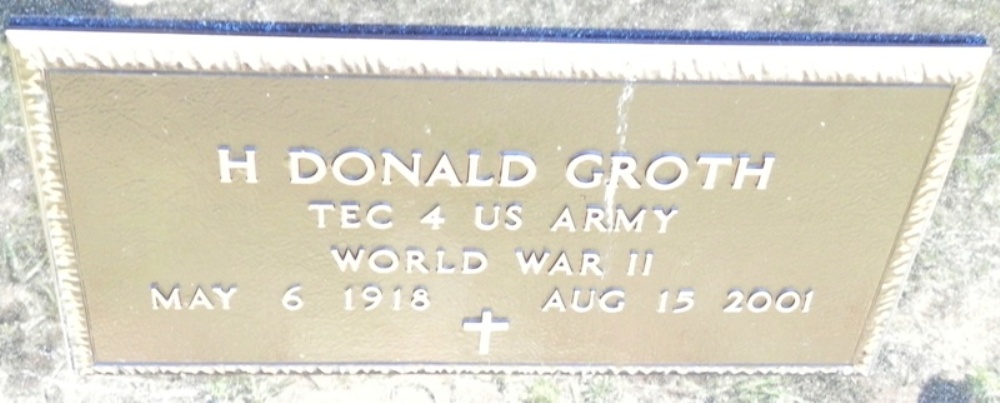 H DONALD GROTH
TEC 4 US ARMY
WORLD WAR II
MAY 6 1918 AUG 15 2001